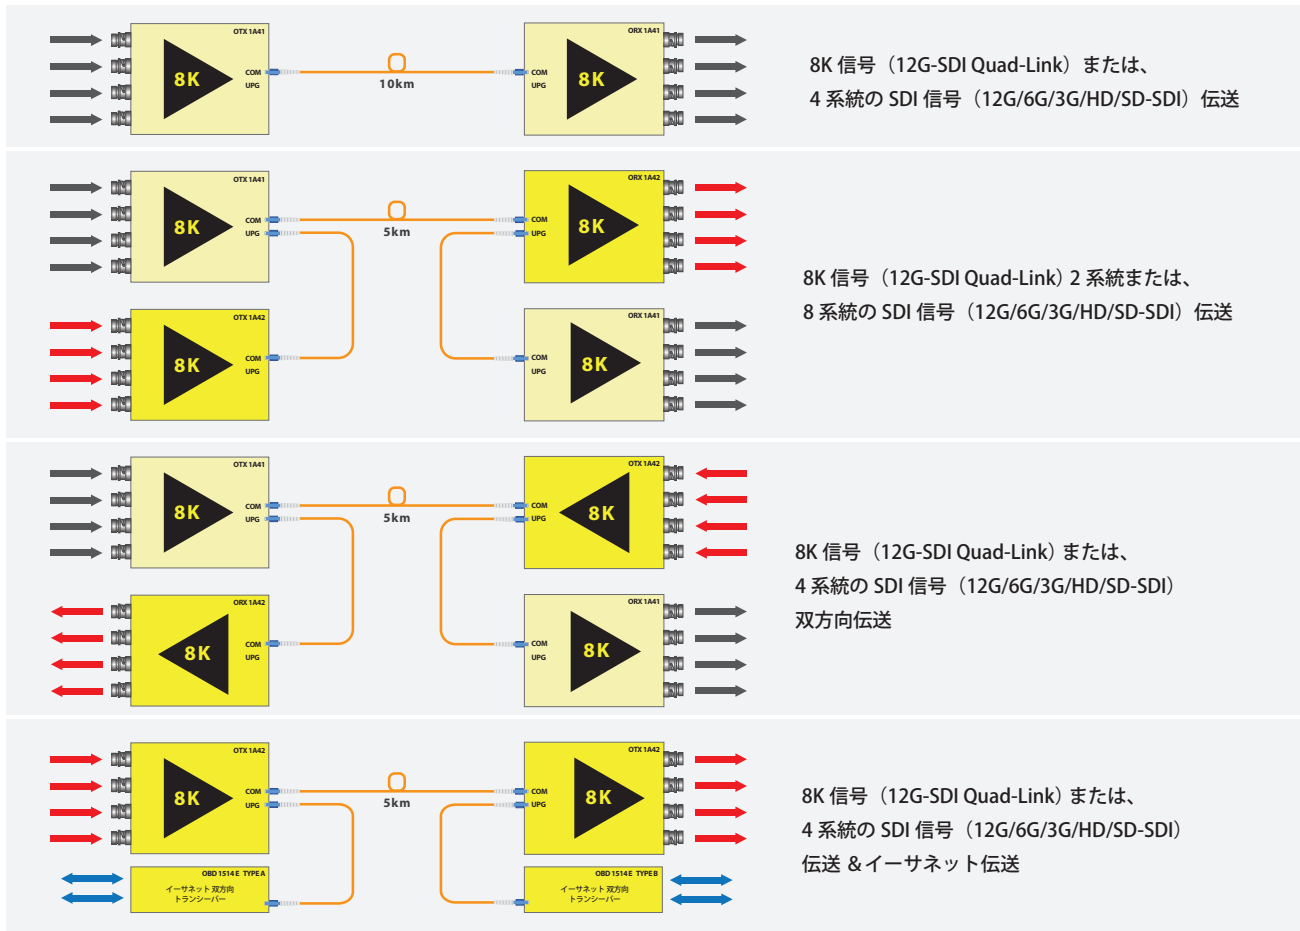 OTX 1A41
8K
COM
UPG
10km
ORX 1A41
8K
COM
UPG
8K 信号（12G-SDI Quad-Link）または、
4 系統の SDI 信号（12G/6G/3G/HD/SD-SDI）伝送
OTX 1A41
8K
COM
UPG
5km
ORX 1A42
8K
COM
UPG
OTX 1A42
8K
COM
UPG
ORX 1A41
8K
COM
UPG
8K 信号（12G-SDI Quad-Link）2 系統または、
8 系統の SDI 信号（12G/6G/3G/HD/SD-SDI）伝送
OTX 1A41
8K
COM
UPG
5km
OTX 1A42
8K
COM
UPG
ORX 1A42
8K
COM
UPG
ORX 1A41
8K
COM
UPG
8K 信号（12G-SDI Quad-Link）または、
4 系統の SDI 信号（12G/6G/3G/HD/SD-SDI）
双方向伝送
OTX 1A42
8K
COM
UPG
5km
OTX 1A42
8K
COM
UPG
OBD 1514 E TYPE A
イーサネット 双方向
トランシーバー
OBD 1514 E TYPE B
イーサネット 双方向
トランシーバー
8K 信号（12G-SDI Quad-Link）または、
4 系統の SDI 信号（12G/6G/3G/HD/SD-SDI）
伝送 &イーサネット伝送